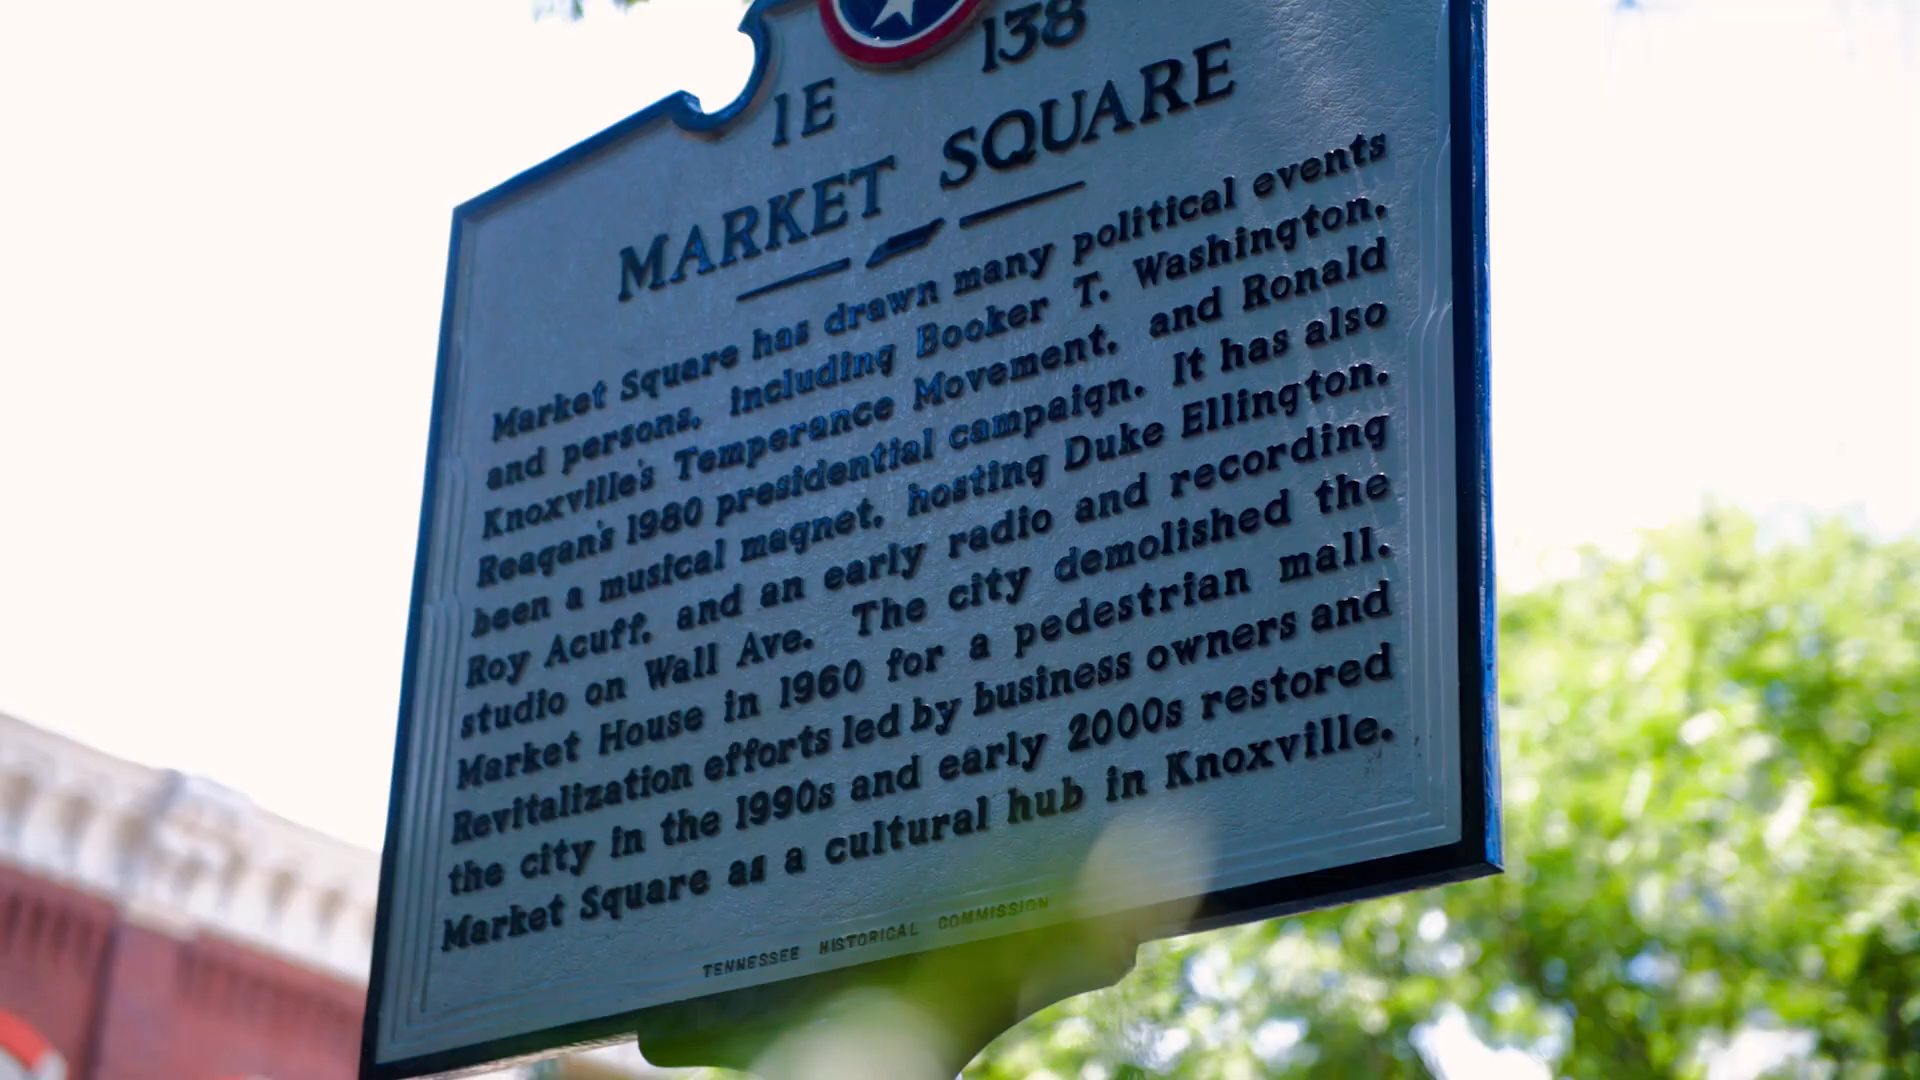 1E 138
MARKET SQUARE
Market Square has drawn many political events
and persons, including Booker T. Washington,
Knoxville's Temperance Movement, and Ronald
Reagan's 1980 presidential campaign. It has also
been a musical magnet, hosting Duke Ellington,
Roy Acuff, and an early radio and recording
studio on Wall Ave. The city demolished the
Market House in 1960 for a pedestrian mall.
Revitalization efforts led by business owners and
the city in the 1990s and early 2000s restored
Market Square as a cultural hub in Knoxville.
TENNESSEE HISTORICAL COMMISSION